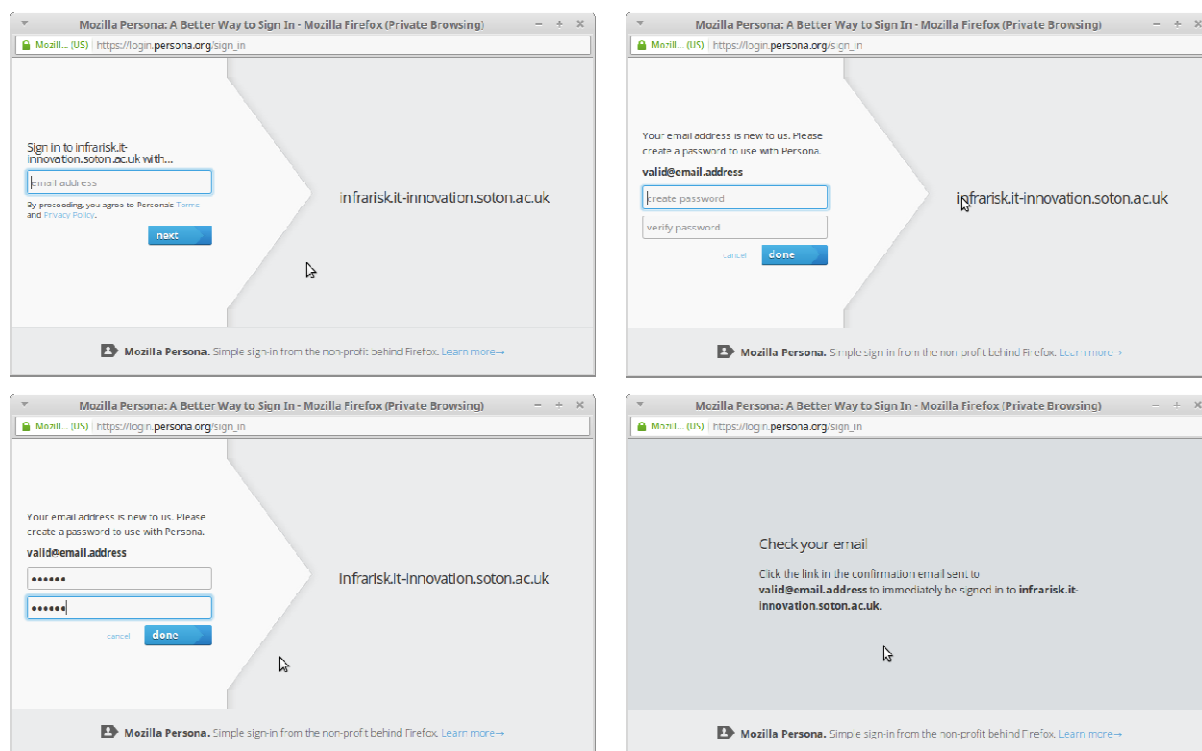 Mozilla Persona: A Better Way to Sign In - Mozilla Firefox (Private Browsing)
Mozill... (US) https://login.persona.org/sign_in
Sign in to infrarisk.it-
innovation.soton.ac.uk with...
email address
By proceeding, you agree to Persona's Terms
and Privacy Policy.
next
infrarisk.it-innovation.soton.ac.uk
Mozilla Persona. Simple sign-in from the non-profit behind Firefox. Learn more→
Mozilla Persona: A Better Way to Sign In - Mozilla Firefox (Private Browsing)
Mozill... (US) https://login.persona.org/sign_in
Your email address is new to us. Please
create a password to use with Persona.
valid@email.address
create password
verify password
cancel done
infrarisk.it-innovation.soton.ac.uk
Mozilla Persona. Simple sign-in from the non-profit behind Firefox. Learn more→
Mozilla Persona: A Better Way to Sign In - Mozilla Firefox (Private Browsing)
Mozill... (US) https://login.persona.org/sign_in
Your email address is new to us. Please
create a password to use with Persona.
valid@email.address
••••••
••••••
cancel done
infrarisk.it-innovation.soton.ac.uk
Mozilla Persona. Simple sign-in from the non-profit behind Firefox. Learn more→
Mozilla Persona: A Better Way to Sign In - Mozilla Firefox (Private Browsing)
Mozill... (US) https://login.persona.org/sign_in
Check your email
Click the link in the confirmation email sent to
valid@email.address to immediately be signed in to infrarisk.it-
innovation.soton.ac.uk.
Mozilla Persona. Simple sign-in from the non-profit behind Firefox. Learn more→